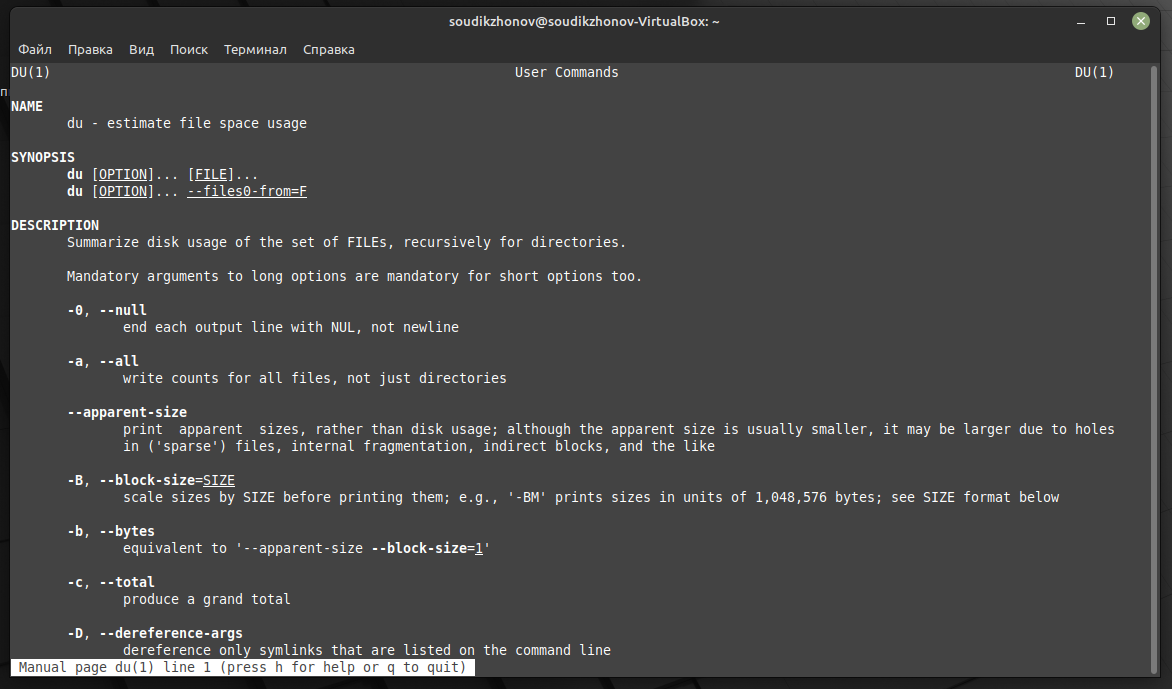 soudikzhonov@soudikzhonov-VirtualBox: ~
Файл Правка Вид Поиск Терминал Справка
DU(1) User Commands DU(1)
NAME
du - estimate file space usage
SYNOPSIS
du [OPTION]... [FILE]...
du [OPTION]... --files0-from=F
DESCRIPTION
Summarize disk usage of the set of FILEs, recursively for directories.
Mandatory arguments to long options are mandatory for short options too.
-0, --null
end each output line with NUL, not newline
-a, --all
write counts for all files, not just directories
--apparent-size
print apparent sizes, rather than disk usage; although the apparent size is usually smaller, it may be larger due to holes
in ('sparse') files, internal fragmentation, indirect blocks, and the like
-B, --block-size=SIZE
scale sizes by SIZE before printing them; e.g., '-BM' prints sizes in units of 1,048,576 bytes; see SIZE format below
-b, --bytes
equivalent to '--apparent-size --block-size=1'
-c, --total
produce a grand total
-D, --dereference-args
dereference only symlinks that are listed on the command line
Manual page du(1) line 1 (press h for help or q to quit)